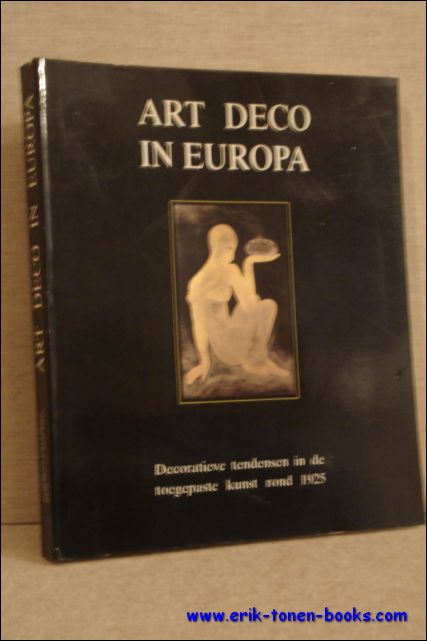 ART DECO
IN EUROPA
Decoratieve tendensen in de
toegepaste kunst rond 1925
ART DECO IN EUROPA
www.erik-tonen-books.com